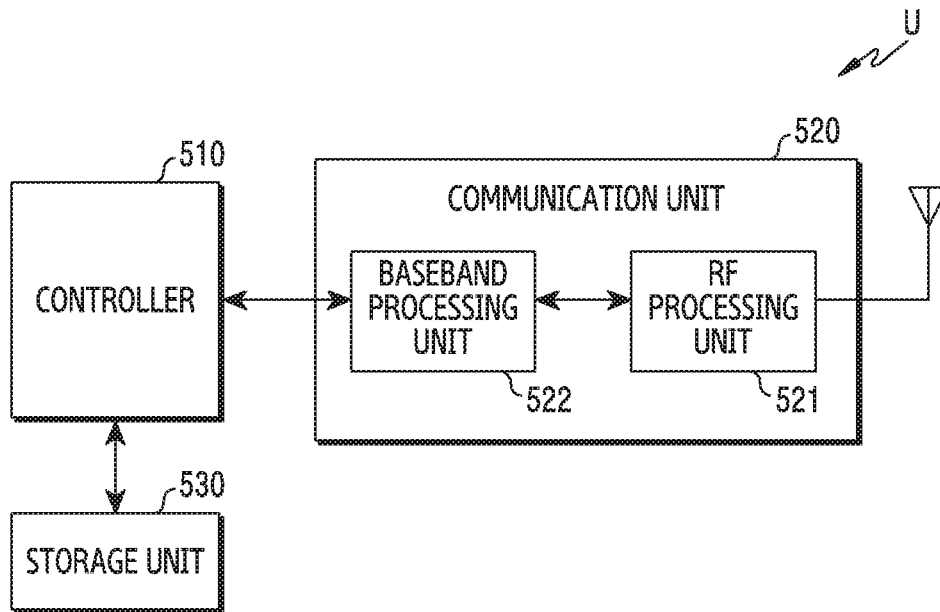 U
510
520
COMMUNICATION UNIT
CONTROLLER
BASEBAND
PROCESSING
UNIT
522
RF
PROCESSING
UNIT
521
530
STORAGE UNIT